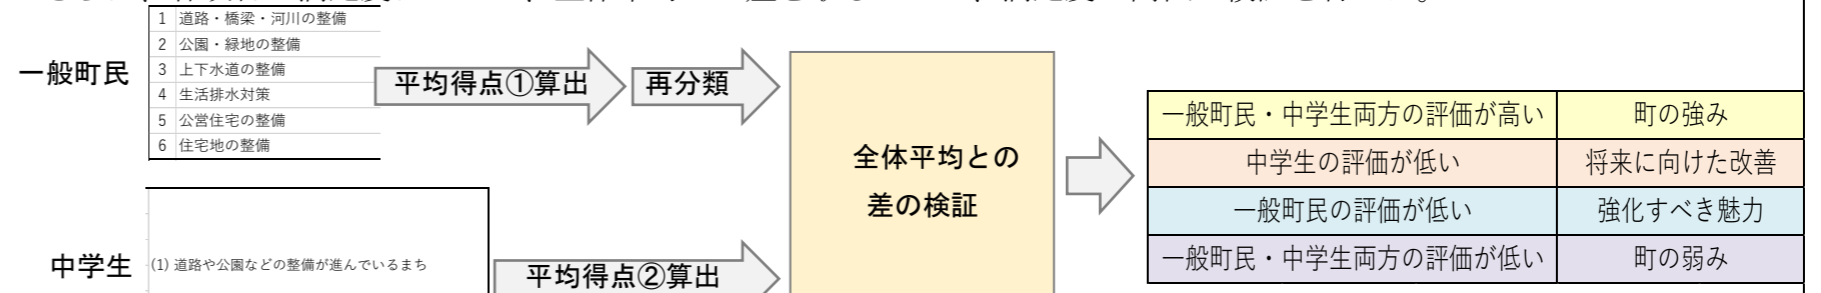 一般町民
1 道路・橋梁・河川の整備
2 公園・緑地の整備
3 上下水道の整備
4 生活排水対策
5 公営住宅の整備
6 住宅地の整備
平均得点①算出
再分類
中学生
(1) 道路や公園などの整備が進んでいるまち
平均得点②算出
全体平均との
差の検証
一般町民・中学生両方の評価が高い 町の強み
中学生の評価が低い 将来に向けた改善
一般町民の評価が低い 強化すべき魅力
一般町民・中学生両方の評価が低い 町の弱み